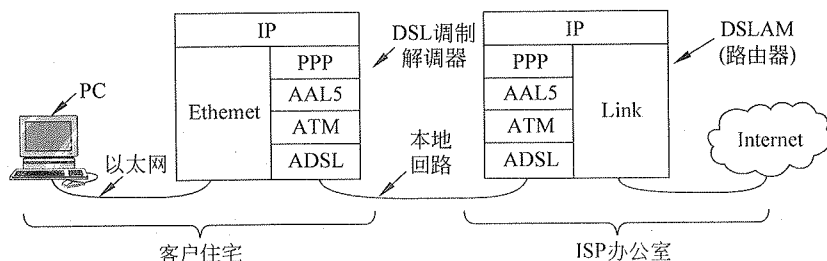 PC
以太网
IP
Ethemet
PPP
AAL5
ATM
ADSL
DSL调制
解调器
本地
回路
IP
PPP
AAL5
ATM
ADSL
Link
DSLAM
(路由器)
Internet
客户住宅
ISP办公室